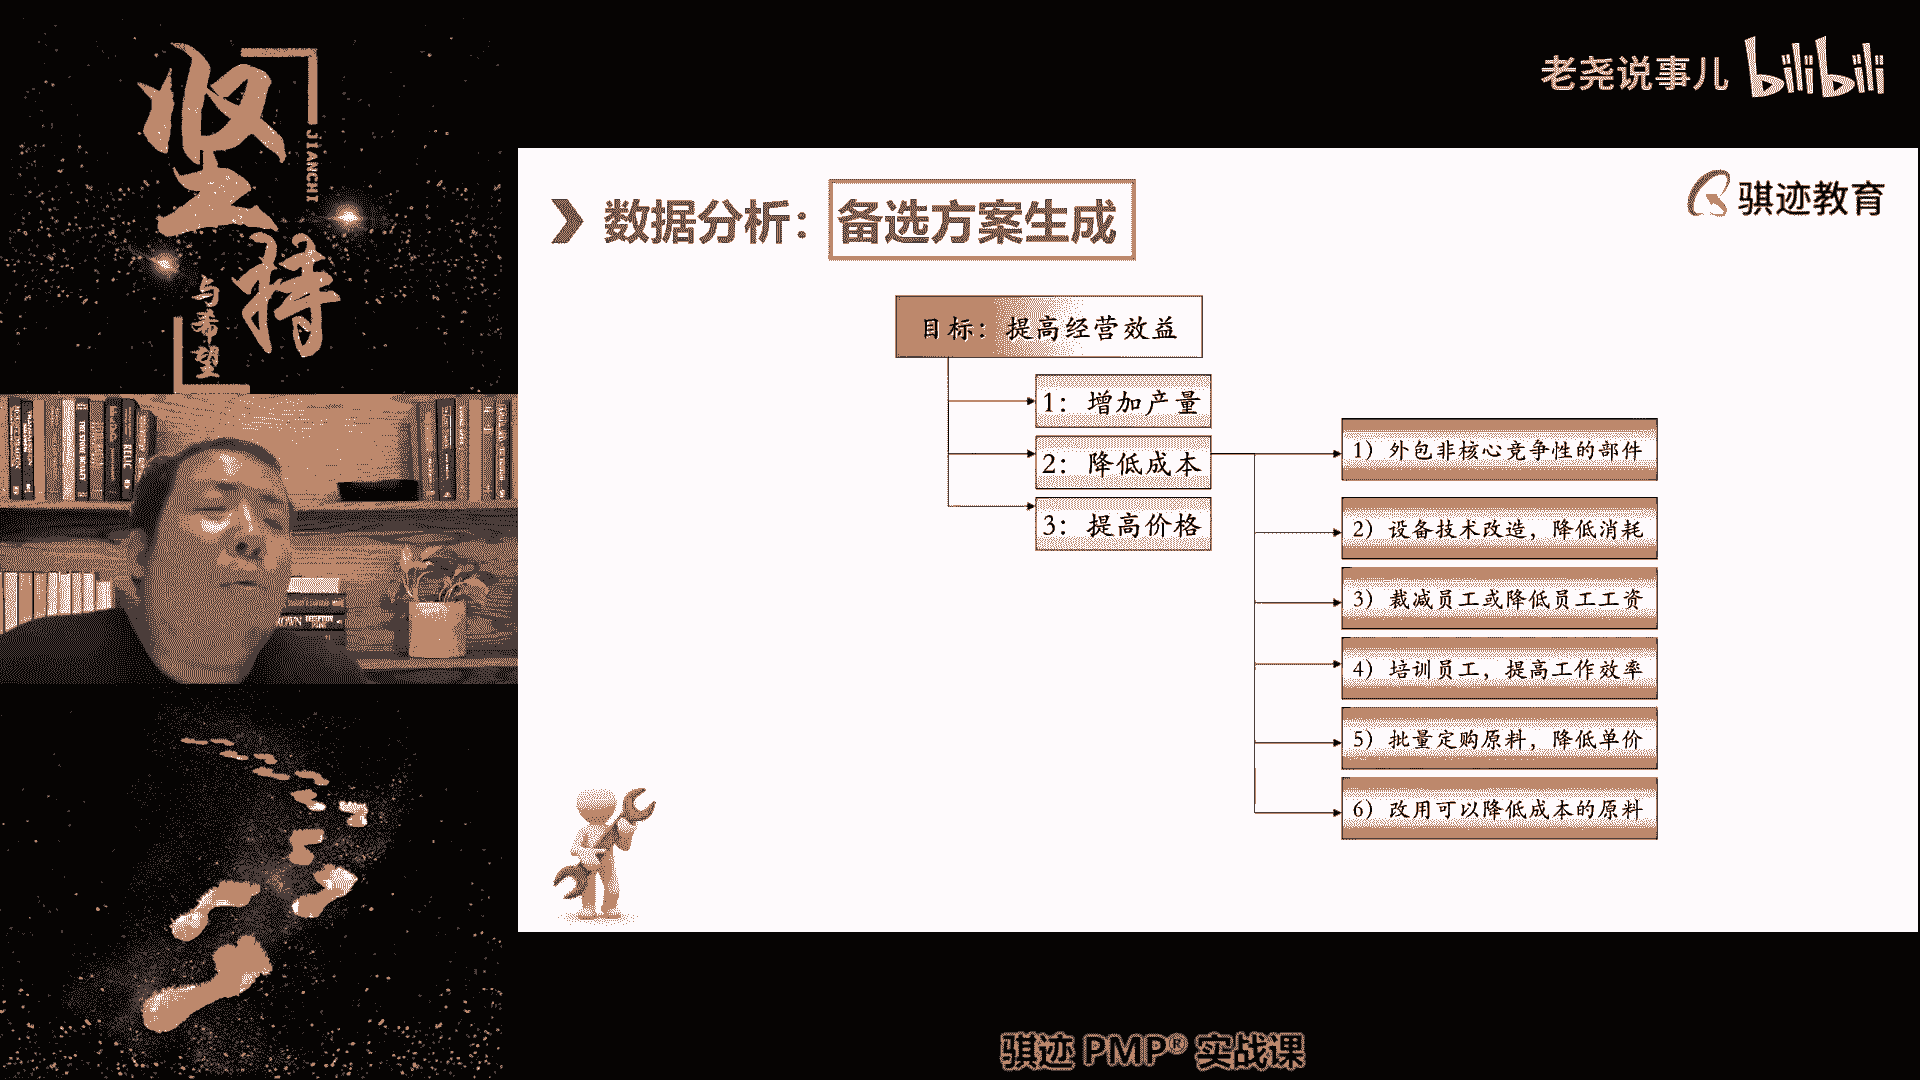 坚持
JIANCHI
与希望
老尧说事儿 bilibili
骐迹教育
数据分析：备选方案生成
目标：提高经营效益
1：增加产量
2：降低成本
3：提高价格
1）外包非核心竞争性的部件
2）设备技术改造，降低消耗
3）裁减员工或降低员工工资
4）培训员工，提高工作效率
5）批量定购原料，降低单价
6）改用可以降低成本的原料
骐迹 PMP® 实战课